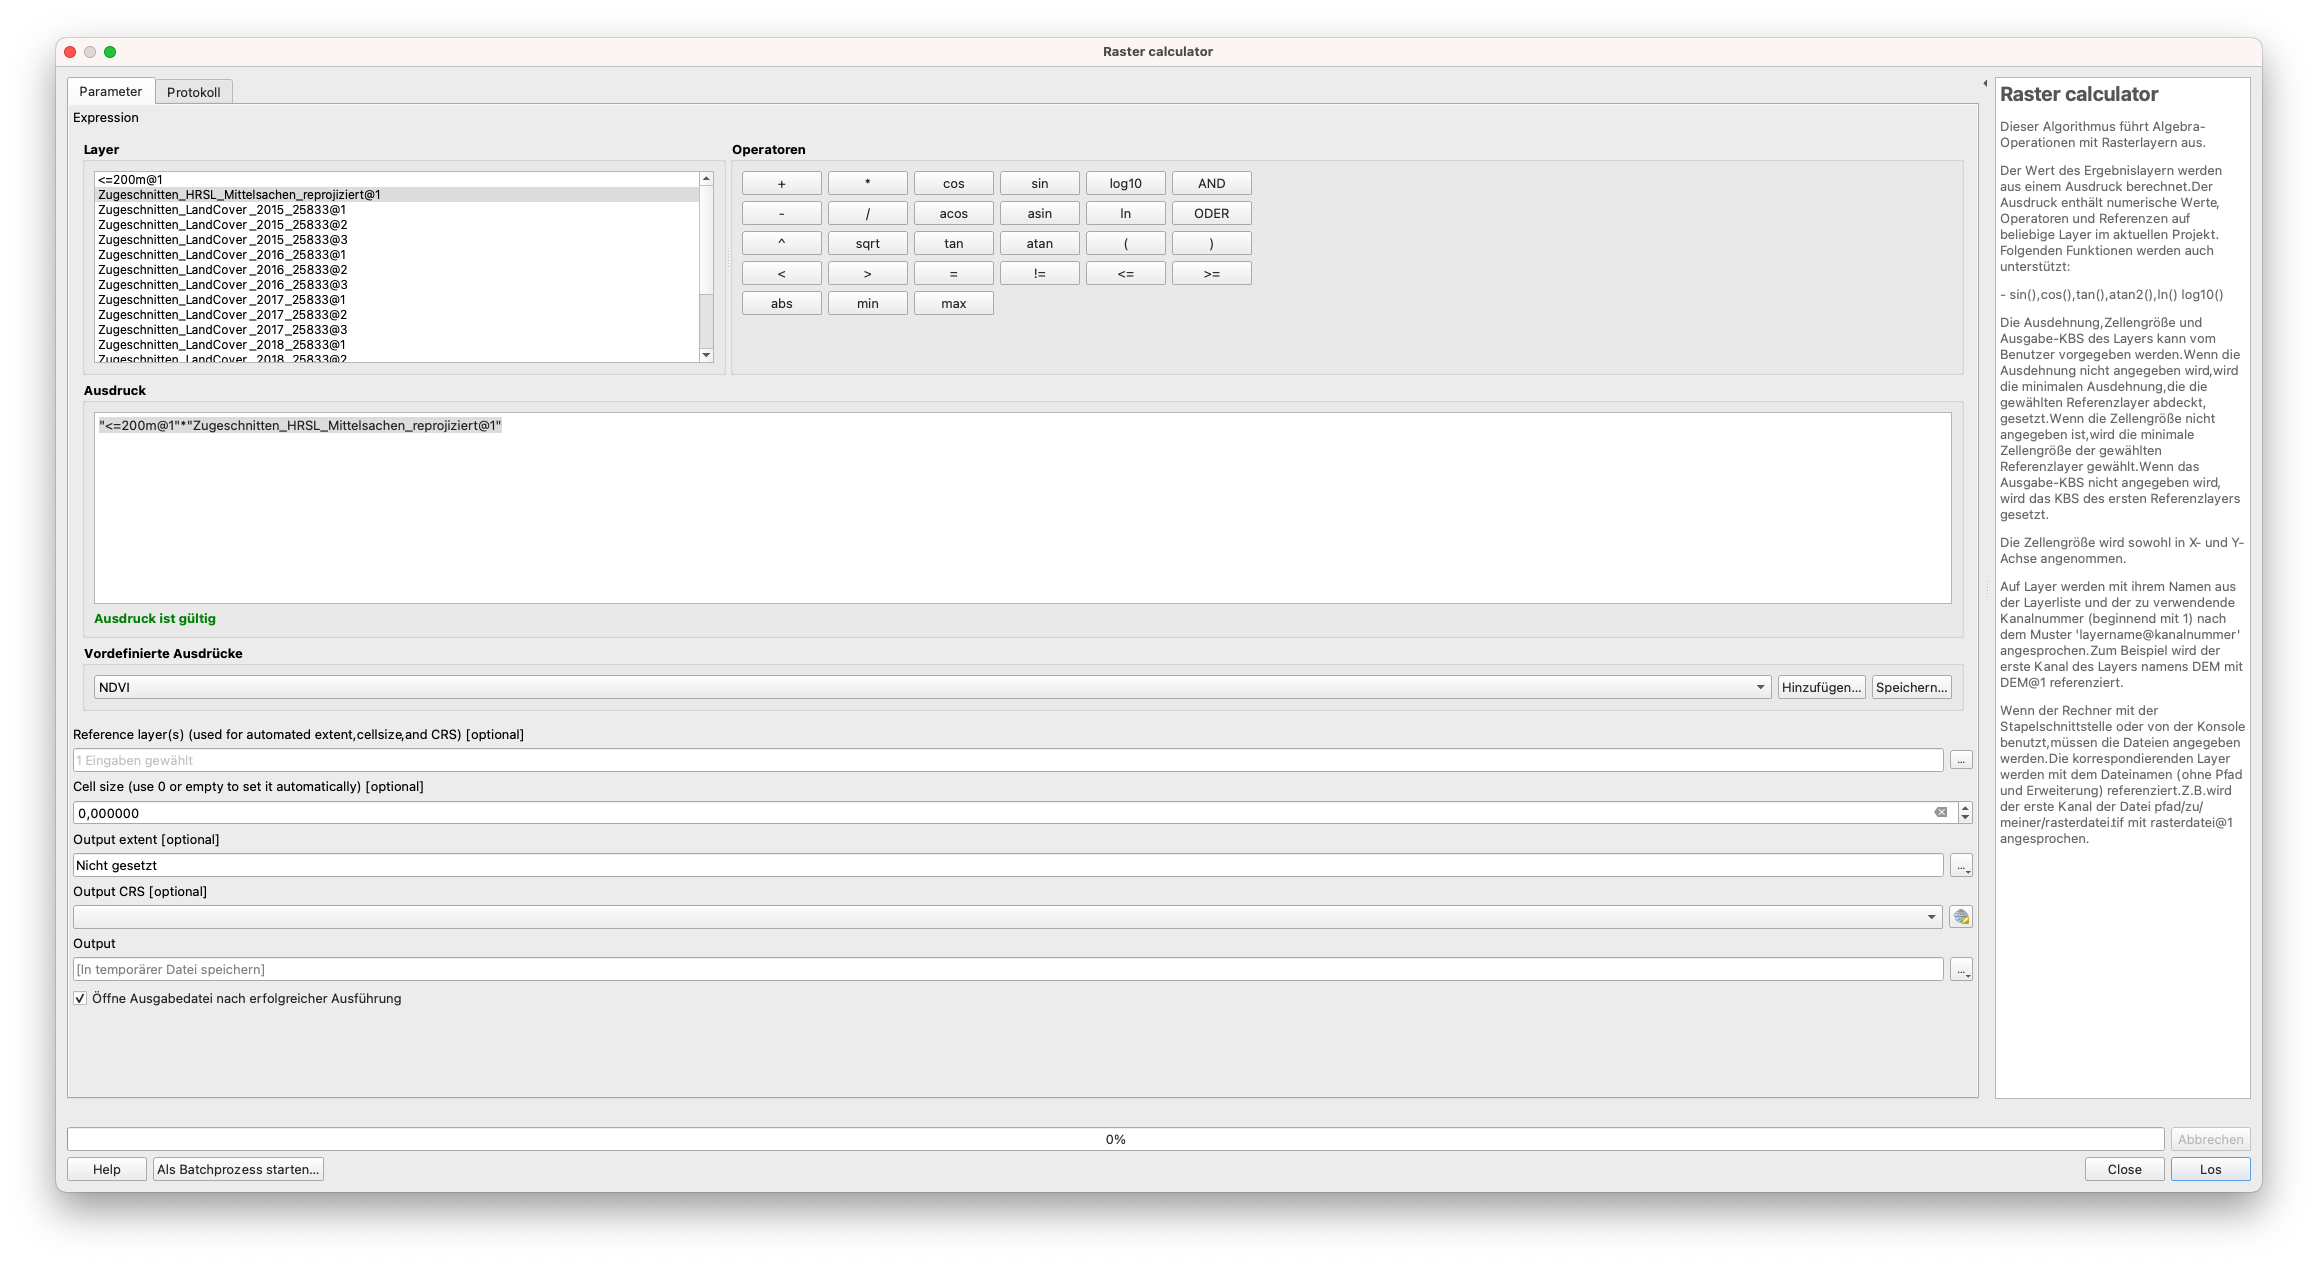 Raster calculator
Parameter
Protokoll
Expression
Layer
<=200m@1
Zugeschnitten_HRSL_Mittelsachen_reprojiziert@1
Zugeschnitten_LandCover_2015_25833@1
Zugeschnitten_LandCover_2015_25833@2
Zugeschnitten_LandCover_2015_25833@3
Zugeschnitten_LandCover_2016_25833@1
Zugeschnitten_LandCover_2016_25833@2
Zugeschnitten_LandCover_2016_25833@3
Zugeschnitten_LandCover_2017_25833@1
Zugeschnitten_LandCover_2017_25833@2
Zugeschnitten_LandCover_2017_25833@3
Zugeschnitten_LandCover_2018_25833@1
Zugeschnitten_LandCover_2018_25833@2
Operatoren
+ * cos sin log10 AND
- / acos asin ln ODER
^ sqrt tan atan ( )
< > = != <= >=
abs min max
Ausdruck
"<=200m@1"*"Zugeschnitten_HRSL_Mittelsachen_reprojiziert@1"
Ausdruck ist gültig
Vordefinierte Ausdrücke
NDVI
Hinzufügen...
Speichern...
Reference layer(s) (used for automated extent,cellsize,and CRS) [optional]
1 Eingaben gewählt
...
Cell size (use 0 or empty to set it automatically) [optional]
0,000000
Output extent [optional]
Nicht gesetzt
...
Output CRS [optional]
Output
[In temporärer Datei speichern]
...
Öffne Ausgabedatei nach erfolgreicher Ausführung
Raster calculator
Dieser Algorithmus führt Algebra-
Operationen mit Rasterlayern aus.
Der Wert des Ergebnislayern werden
aus einem Ausdruck berechnet.Der
Ausdruck enthält numerische Werte,
Operatoren und Referenzen auf
beliebige Layer im aktuellen Projekt.
Folgenden Funktionen werden auch
unterstützt:
- sin(),cos(),tan(),atan2(),ln() log10()
Die Ausdehnung,Zellengröße und
Ausgabe-KBS des Layers kann vom
Benutzer vorgegeben werden.Wenn die
Ausdehnung nicht angegeben wird,wird
die minimalen Ausdehnung,die die
gewählten Referenzlayer abdeckt,
gesetzt.Wenn die Zellengröße nicht
angegeben ist,wird die minimale
Zellengröße der gewählten
Referenzlayer gewählt.Wenn das
Ausgabe-KBS nicht angegeben wird,
wird das KBS des ersten Referenzlayers
gesetzt.
Die Zellengröße wird sowohl in X- und Y-
Achse angenommen.
Auf Layer werden mit ihrem Namen aus
der Layerliste und der zu verwendende
Kanalnummer (beginnend mit 1) nach
dem Muster 'layername@kanalnummer'
angesprochen.Zum Beispiel wird der
erste Kanal des Layers namens DEM mit
DEM@1 referenziert.
Wenn der Rechner mit der
Stapelschnittstelle oder von der Konsole
benutzt,müssen die Dateien angegeben
werden.Die korrespondierenden Layer
werden mit dem Dateinamen (ohne Pfad
und Erweiterung) referenziert.Z.B.wird
der erste Kanal der Datei pfad/zu/
meiner/rasterdatei.tif mit rasterdatei@1
angesprochen.
0%
Abbrechen
Help
Als Batchprozess starten...
Close
Los